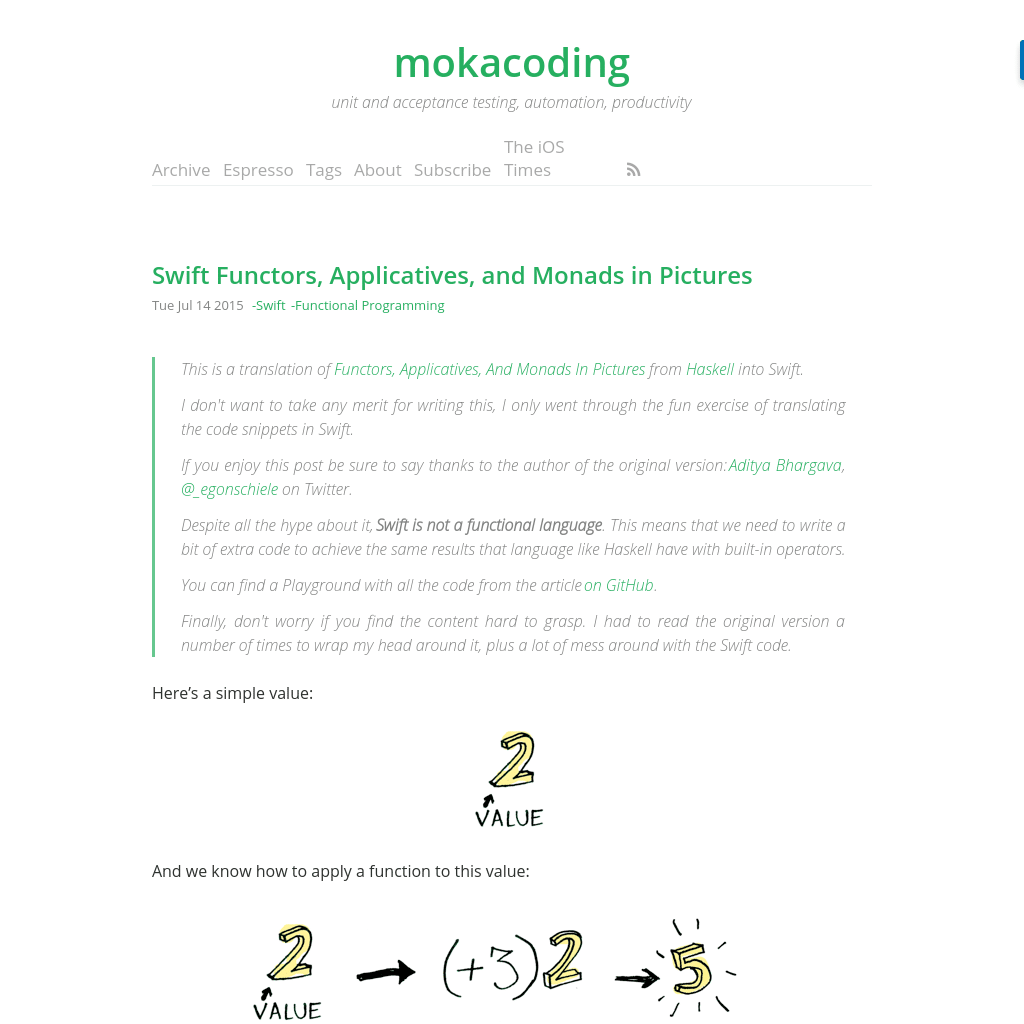 mokacoding
unit and acceptance testing, automation, productivity
The iOS
Archive Espresso Tags About Subscribe Times
Swift Functors, Applicatives, and Monads in Pictures
Tue Jul 14 2015 -Swift -Functional Programming
This is a translation of Functors, Applicatives, And Monads In Pictures from Haskell into Swift.
I don't want to take any merit for writing this, I only went through the fun exercise of translating
the code snippets in Swift.
If you enjoy this post be sure to say thanks to the author of the original version: Aditya Bhargava,
@_egonschiele on Twitter.
Despite all the hype about it, Swift is not a functional language. This means that we need to write a
bit of extra code to achieve the same results that language like Haskell have with built-in operators.
You can find a Playground with all the code from the article on GitHub.
Finally, don't worry if you find the content hard to grasp. I had to read the original version a
number of times to wrap my head around it, plus a lot of mess around with the Swift code.
Here’s a simple value:
2
VALUE
And we know how to apply a function to this value:
2 (+3) 2 5
VALUE